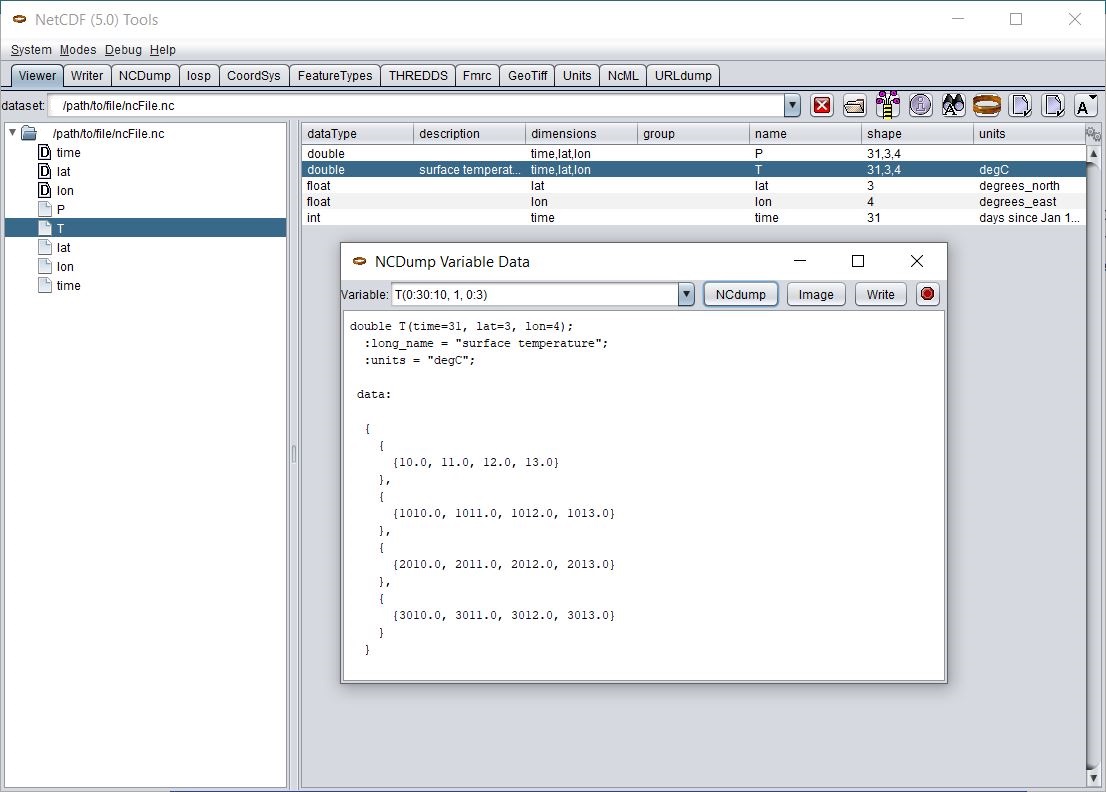 NetCDF (5.0) Tools
System Modes Debug Help
Viewer Writer NCDump Iosp CoordSys FeatureTypes THREDDS Fmrc GeoTiff Units NcML URLdump
dataset: /path/to/file/ncFile.nc
/path/to/file/ncFile.nc
D time
D lat
D lon
P
T
lat
lon
time
dataType description dimensions group name shape units
double time,lat,lon P 31,3,4
double surface temperat... time,lat,lon T 31,3,4 degC
float lat lat 3 degrees_north
float lon lon 4 degrees_east
int time time 31 days since Jan 1...
NCDump Variable Data
Variable: T(0:30:10, 1, 0:3) NCdump Image Write
double T(time=31, lat=3, lon=4);
:long_name = "surface temperature";
:units = "degC";
data:
{
{
{10.0, 11.0, 12.0, 13.0}
},
{
{1010.0, 1011.0, 1012.0, 1013.0}
},
{
{2010.0, 2011.0, 2012.0, 2013.0}
},
{
{3010.0, 3011.0, 3012.0, 3013.0}
}
}